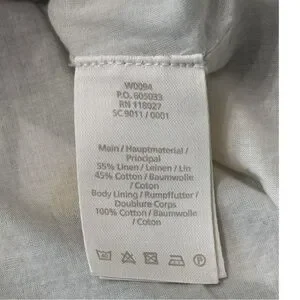 W0094
P.O. 605033
RN 118027
SC 9011 / 0001
Main / Hauptmaterial /
Principal
55% Linen / Leinen / Lin
45% Cotton / Baumwolle
/ Coton
Body Lining / Rumpffutter /
Doublure Corps
100% Cotton / Baumwolle
/ Coton